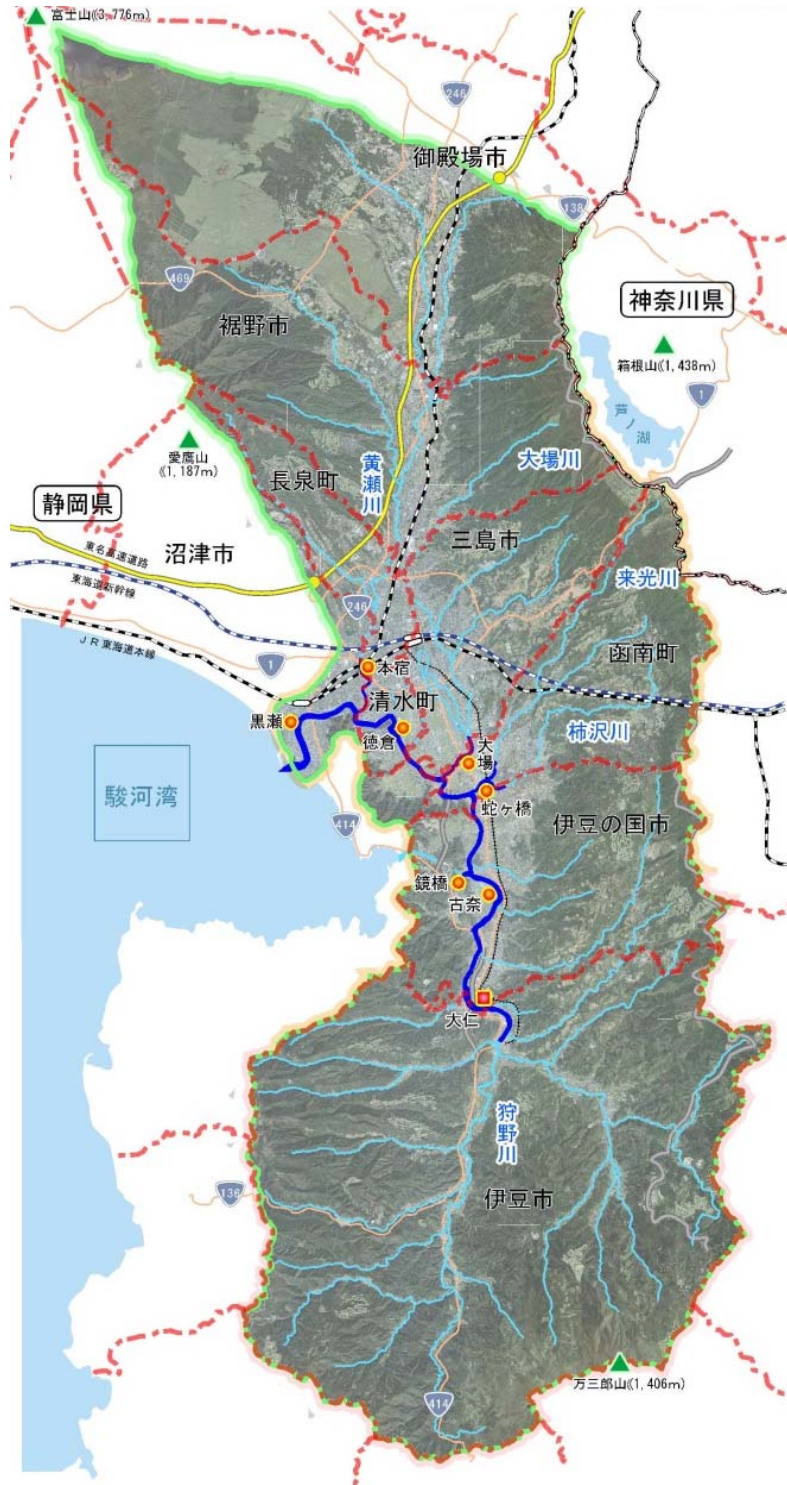 富士山(3,776m)
246
御殿場市
138
469
神奈川県
裾野市
箱根山(1,438m)
1
芦ノ湖
愛鷹山
(1,187m)
黄瀬川
大場川
長泉町
静岡県
三島市
沼津市
東名高速道路
東海道新幹線
来光川
246
JR東海道本線
函南町
1
本宿
清水町
黒瀬
徳倉
柿沢川
大場
駿河湾
蛇ヶ橋
414
伊豆の国市
鏡橋
古奈
大仁
狩野川
136
伊豆市
万三郎山(1,406m)
414